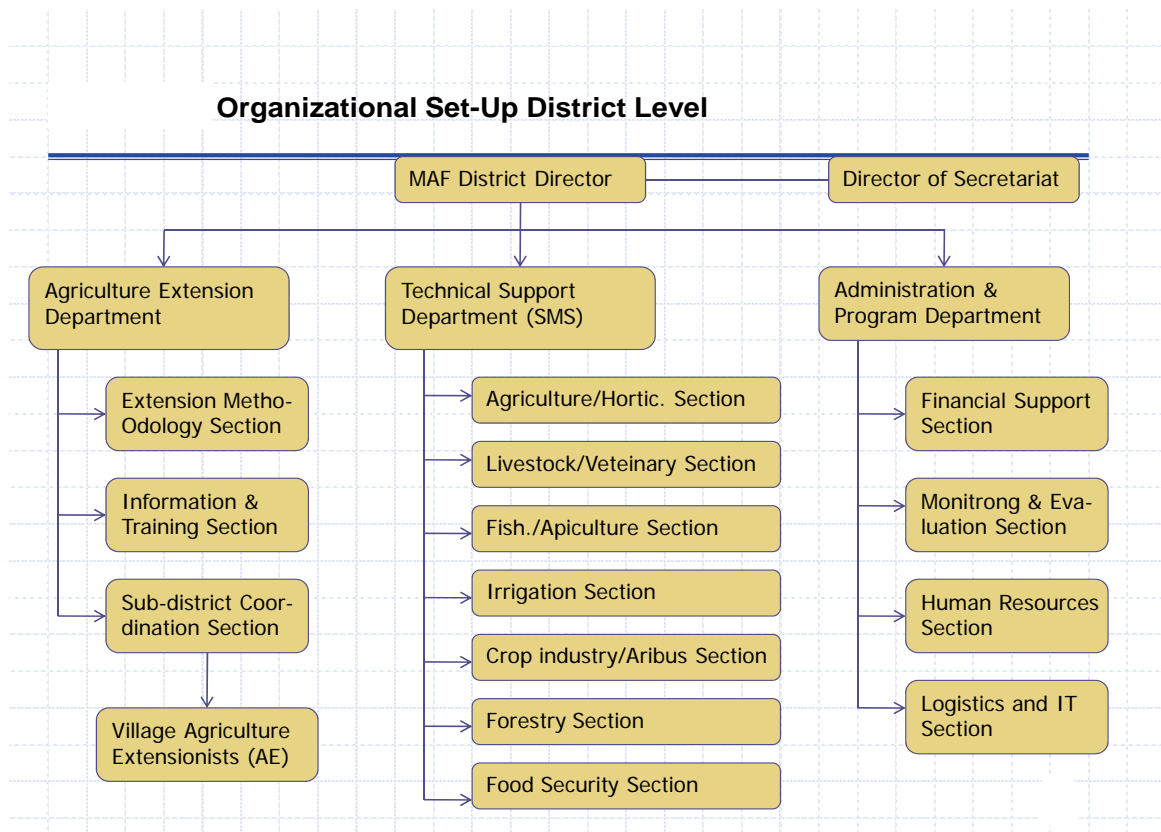 Organizational Set-Up District Level
MAF District Director
Director of Secretariat
Agriculture Extension
Department
Extension Metho-
Odology Section
Information &
Training Section
Sub-district Coor-
dination Section
Village Agriculture
Extensionists (AE)
Technical Support
Department (SMS)
Agriculture/Hortic. Section
Livestock/Veteinary Section
Fish./Apiculture Section
Irrigation Section
Crop industry/Aribus Section
Forestry Section
Food Security Section
Administration &
Program Department
Financial Support
Section
Monitrong & Eva-
luation Section
Human Resources
Section
Logistics and IT
Section